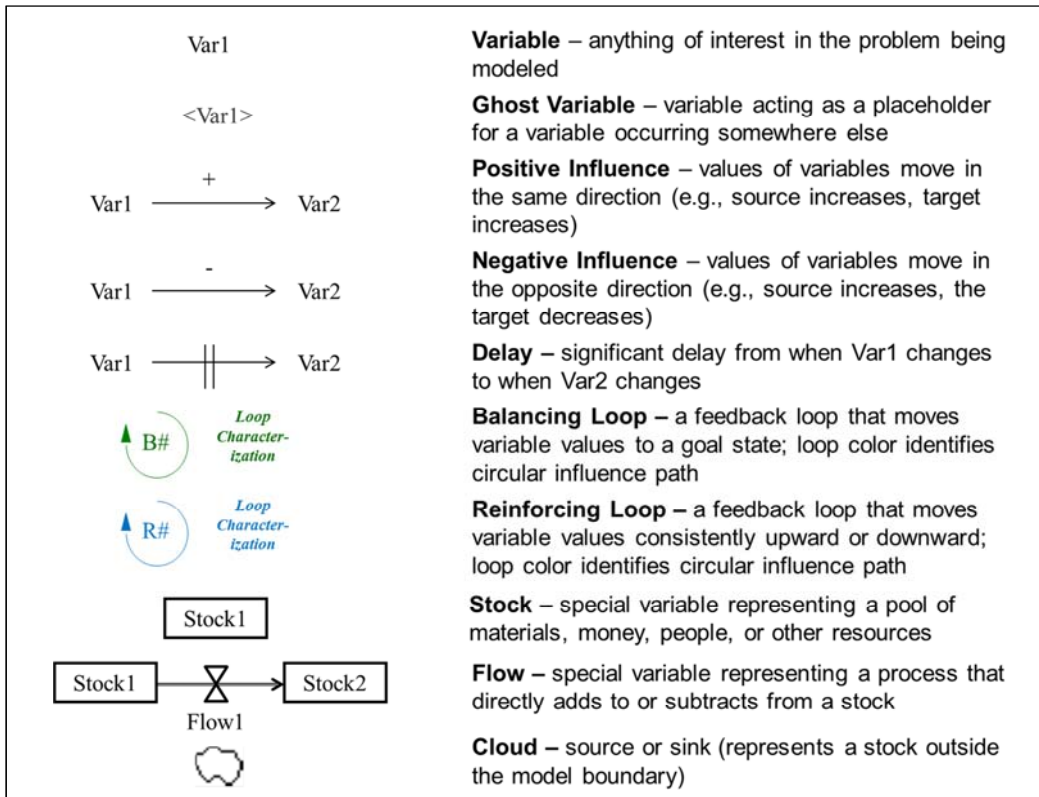 Var1
Variable – anything of interest in the problem being
modeled
<Var1>
Ghost Variable – variable acting as a placeholder
for a variable occurring somewhere else
+
Var1
Var2
Positive Influence – values of variables move in
the same direction (e.g., source increases, target
increases)
-
Var1
Var2
Negative Influence – values of variables move in
the opposite direction (e.g., source increases, the
target decreases)
Var1
Var2
Delay – significant delay from when Var1 changes
to when Var2 changes
B#
Loop
Character-
ization
Balancing Loop – a feedback loop that moves
variable values to a goal state; loop color identifies
circular influence path
R#
Loop
Character-
ization
Reinforcing Loop – a feedback loop that moves
variable values consistently upward or downward;
loop color identifies circular influence path
Stock1
Stock – special variable representing a pool of
materials, money, people, or other resources
Stock1
Stock2
Flow1
Flow – special variable representing a process that
directly adds to or subtracts from a stock
Cloud – source or sink (represents a stock outside
the model boundary)